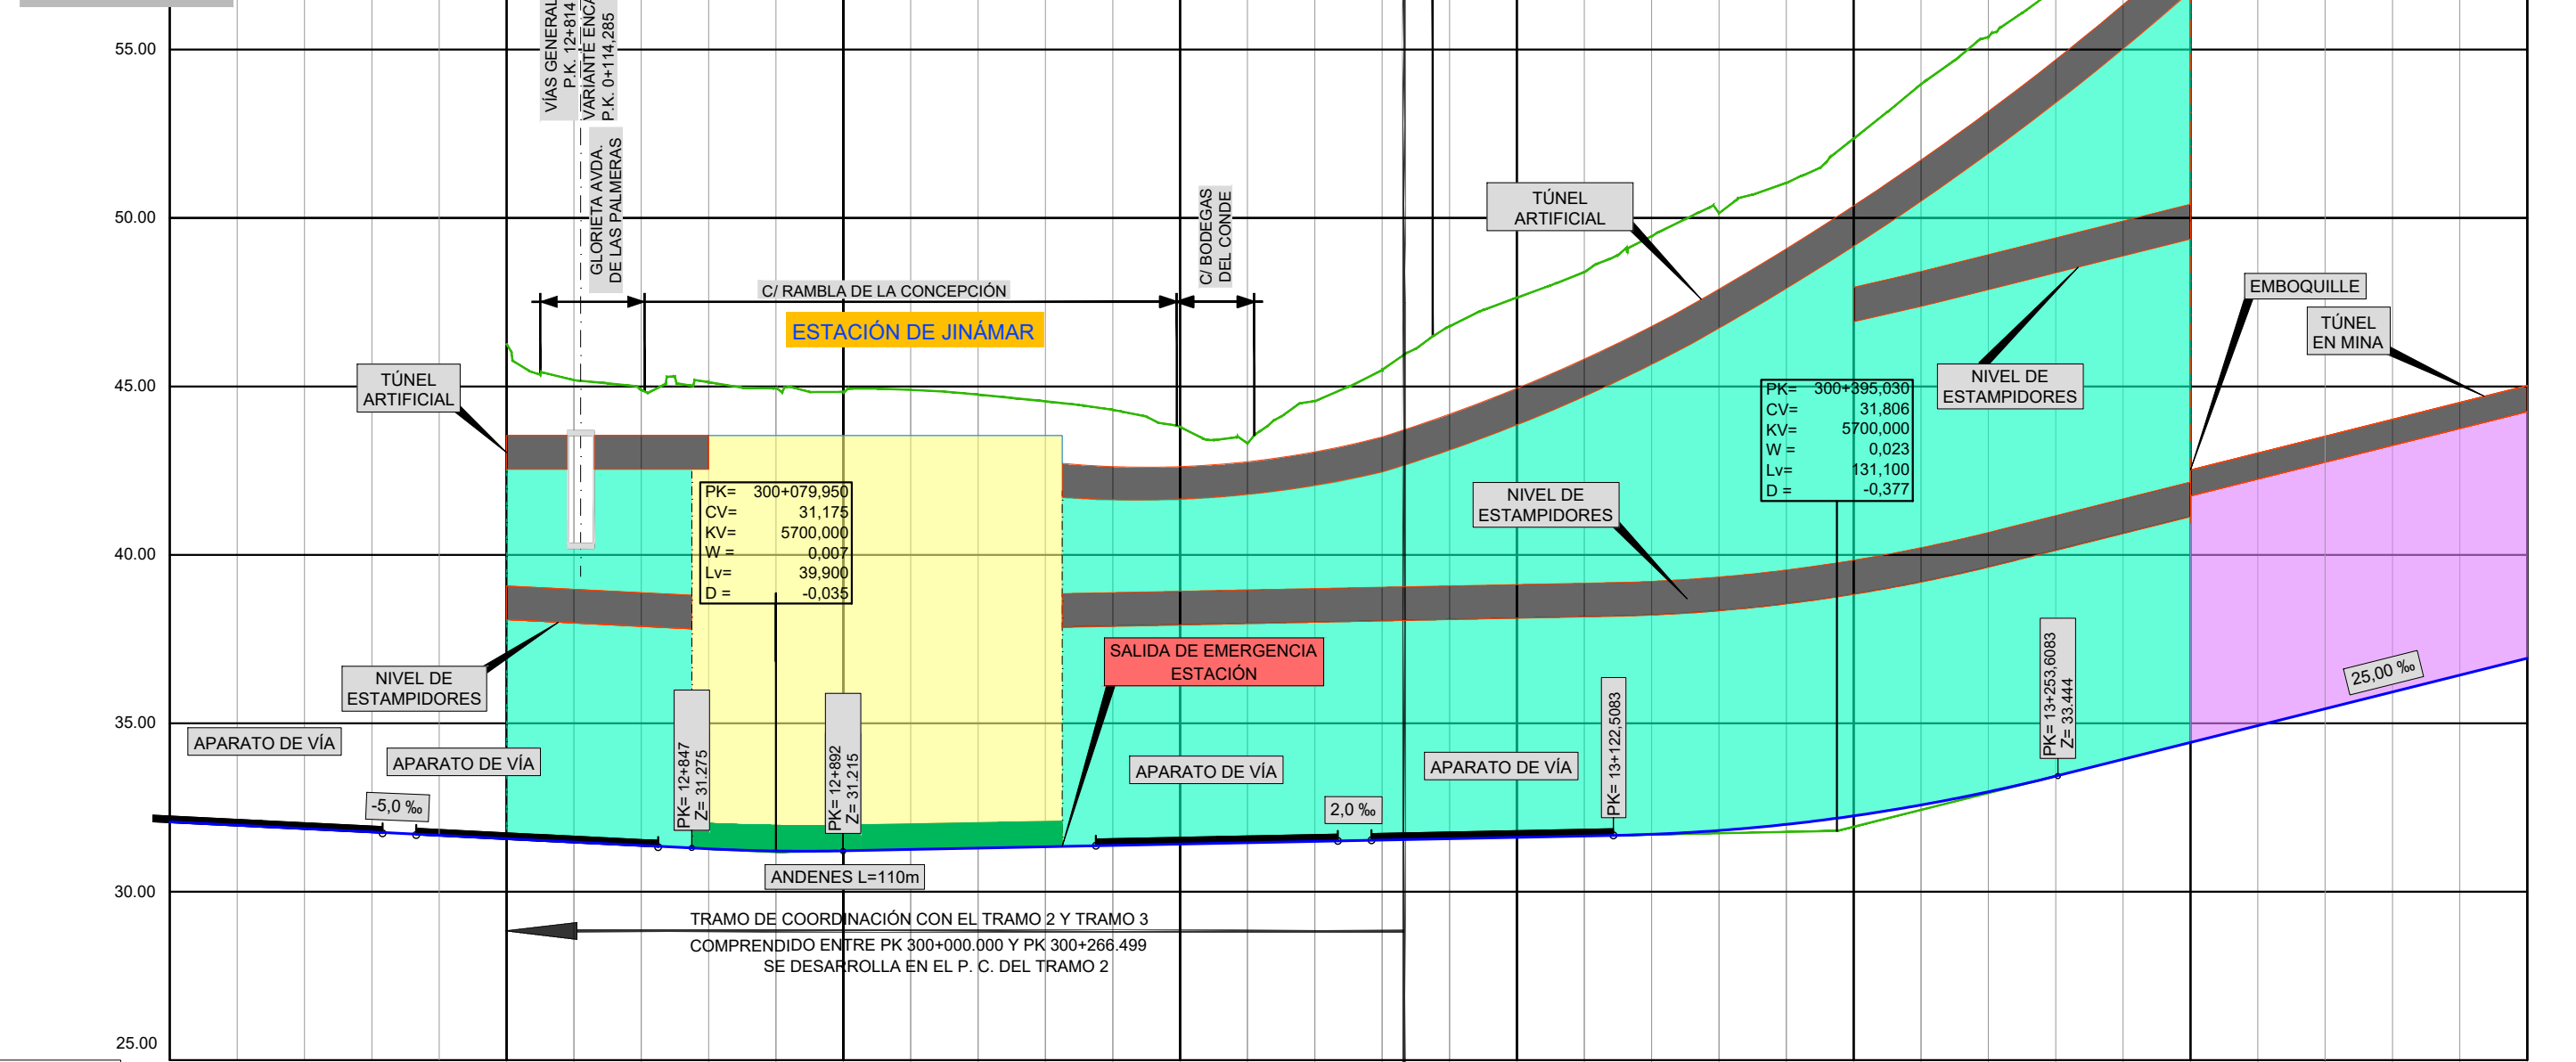 55.00
50.00
45.00
40.00
35.00
30.00
25.00
P.K. 12+814
P.K. 0+114,285
GLORIETA AVDA.
DE LAS PALMERAS
C/ RAMBLA DE LA CONCEPCIÓN
ESTACIÓN DE JINÁMAR
C/ BODEGAS
DEL CONDE
TÚNEL
ARTIFICIAL
TÚNEL
ARTIFICIAL
EMBOQUILLE
TÚNEL
EN MINA
NIVEL DE
ESTAMPIDORES
PK= 300+395,030
CV= 31,806
KV= 5700,000
W = 0,023
Lv= 131,100
D = -0,377
PK= 300+079,950
CV= 31,175
KV= 5700,000
W = 0,007
Lv= 39,900
D = -0,035
NIVEL DE
ESTAMPIDORES
SALIDA DE EMERGENCIA
ESTACIÓN
NIVEL DE
ESTAMPIDORES
25,00 ‰
APARATO DE VÍA
APARATO DE VÍA
APARATO DE VÍA
APARATO DE VÍA
PK= 12+847
Z= 31.275
PK= 12+892
Z= 31.215
PK= 13+122,5083
PK= 13+253,6083
Z= 33.444
-5,0 ‰
2,0 ‰
ANDENES L=110m
TRAMO DE COORDINACIÓN CON EL TRAMO 2 Y TRAMO 3
COMPRENDIDO ENTRE PK 300+000.000 Y PK 300+266.499
SE DESARROLLA EN EL P. C. DEL TRAMO 2